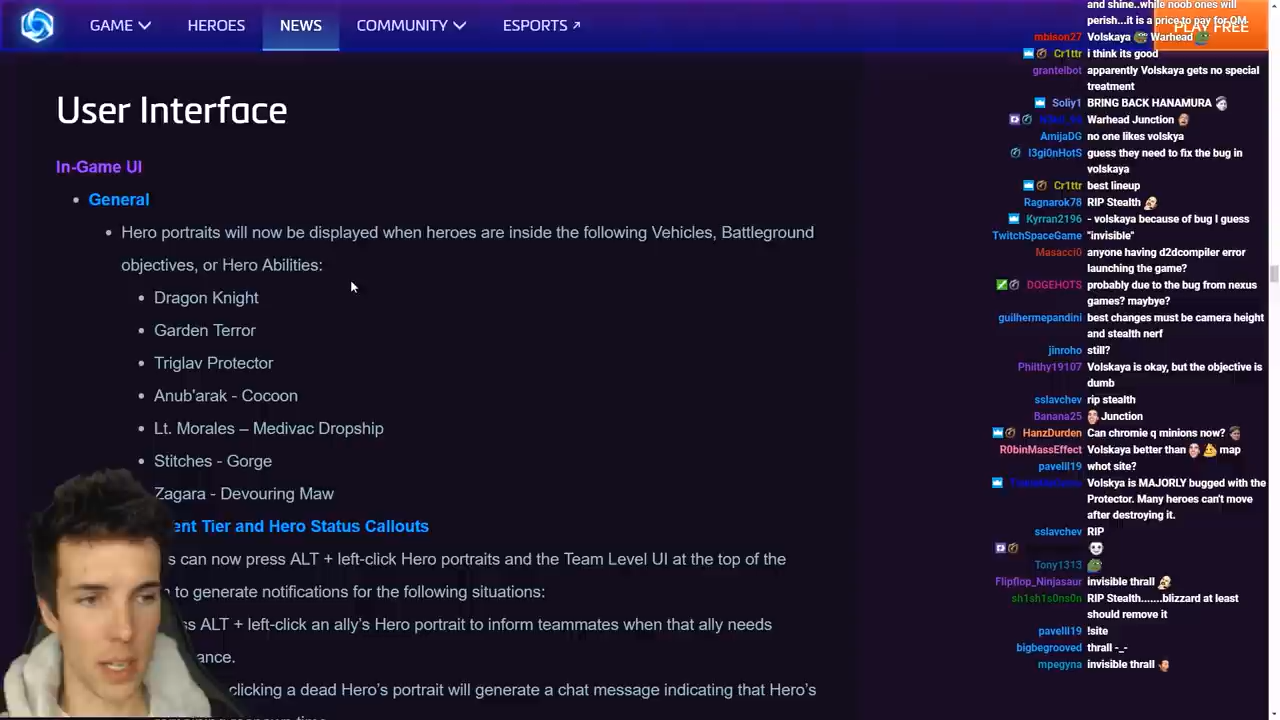 GAME
HEROES
NEWS
COMMUNITY
ESPORTS
PLAY FREE
User Interface
In-Game UI
General
Hero portraits will now be displayed when heroes are inside the following Vehicles, Battleground
objectives, or Hero Abilities:
Dragon Knight
Garden Terror
Triglav Protector
Anub'arak - Cocoon
Lt. Morales – Medivac Dropship
Stitches - Gorge
Zagara - Devouring Maw
Tier and Hero Status Callouts
can now press ALT + left-click Hero portraits and the Team Level UI at the top of the
to generate notifications for the following situations:
ALT + left-click an ally's Hero portrait to inform teammates when that ally needs
clicking a dead Hero's portrait will generate a chat message indicating that Hero's
and shine..while noob ones will
perish...it is a price to pay for QM
mbison27 Volskaya Warhead
Cr1ttr i think its good
grantelbot apparently Volskaya gets no special
treatment
Soliy1 BRING BACK HANAMURA
Warhead Junction
AmijaDG no one likes volskya
l3gi0nHotS guess they need to fix the bug in
volskaya
Cr1ttr best lineup
Ragnarok78 RIP Stealth
Kyrran2196 - volskaya because of bug I guess
TwitchSpaceGame "invisible"
Masacci0 anyone having d2dcompiler error
launching the game?
DOGEHOTS probably due to the bug from nexus
games? maybye?
guilhermepandini best changes must be camera height
and stealth nerf
jinroho still?
Philthy19107 Volskaya is okay, but the objective is
dumb
sslavchev rip stealth
Banana25 Junction
HanzDurden Can chromie q minions now?
R0binMassEffect Volskaya better than map
pavelll19 whot site?
Volskya is MAJORLY bugged with the
Protector. Many heroes can't move
after destroying it.
sslavchev RIP
Tony1313
Flipflop_Ninjasaur invisible thrall
sh1sh1s0ns0n RIP Stealth.......blizzard at least
should remove it
pavelll19 !site
bigbegrooved thrall -_-
mpegyna invisible thrall